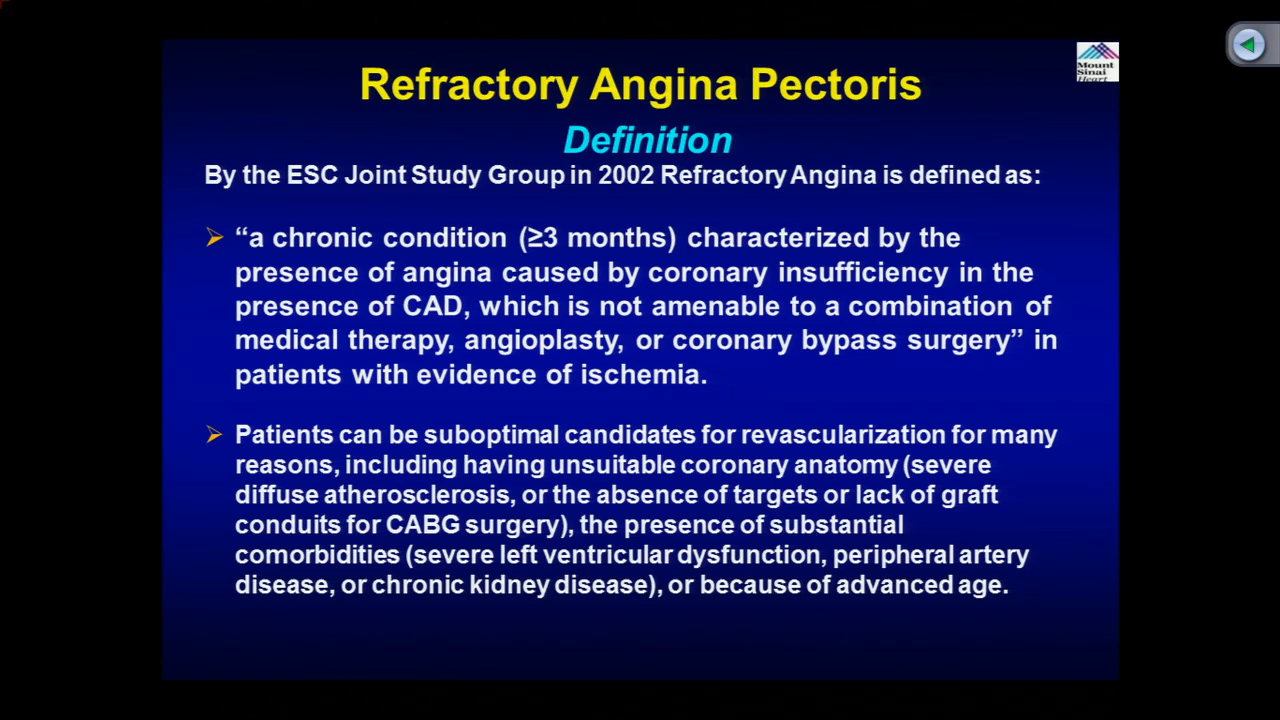 Mount
Sinai
Heart
Refractory Angina Pectoris
Definition
By the ESC Joint Study Group in 2002 Refractory Angina is defined as:
“a chronic condition (≥3 months) characterized by the
presence of angina caused by coronary insufficiency in the
presence of CAD, which is not amenable to a combination of
medical therapy, angioplasty, or coronary bypass surgery” in
patients with evidence of ischemia.
Patients can be suboptimal candidates for revascularization for many
reasons, including having unsuitable coronary anatomy (severe
diffuse atherosclerosis, or the absence of targets or lack of graft
conduits for CABG surgery), the presence of substantial
comorbidities (severe left ventricular dysfunction, peripheral artery
disease, or chronic kidney disease), or because of advanced age.